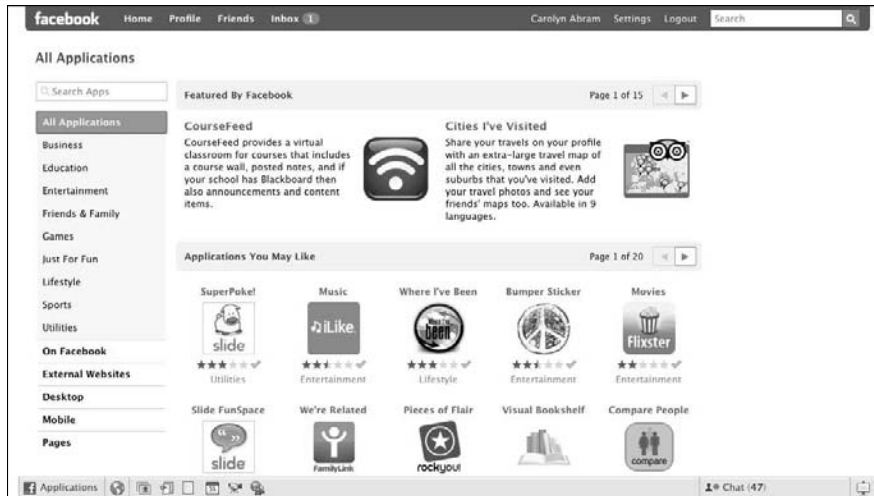 facebook Home Profile Friends Inbox 1 Carolyn Abram Settings Logout Search
All Applications
Search Apps
All Applications
Business
Education
Entertainment
Friends & Family
Games
Just For Fun
Lifestyle
Sports
Utilities
On Facebook
External Websites
Desktop
Mobile
Pages
Featured By Facebook Page 1 of 15
CourseFeed
CourseFeed provides a virtual
classroom for courses that includes
a course wall, posted notes, and if
your school has Blackboard then
also announcements and content
items.
Cities I've Visited
Share your travels on your profile
with an extra-large travel map of
all the cities, towns and even
suburbs that you've visited. Add
your travel photos and see your
friends' maps too. Available in 9
languages.
Applications You May Like Page 1 of 20
SuperPoke! Music Where I've Been Bumper Sticker Movies
slide iLike Where I've been Flixster
Utilities Entertainment Lifestyle Entertainment Entertainment
Slide FunSpace We're Related Pieces of Flair Visual Bookshelf Compare People
slide FamilyLink rockyou! compare
Applications 31 Chat (47)